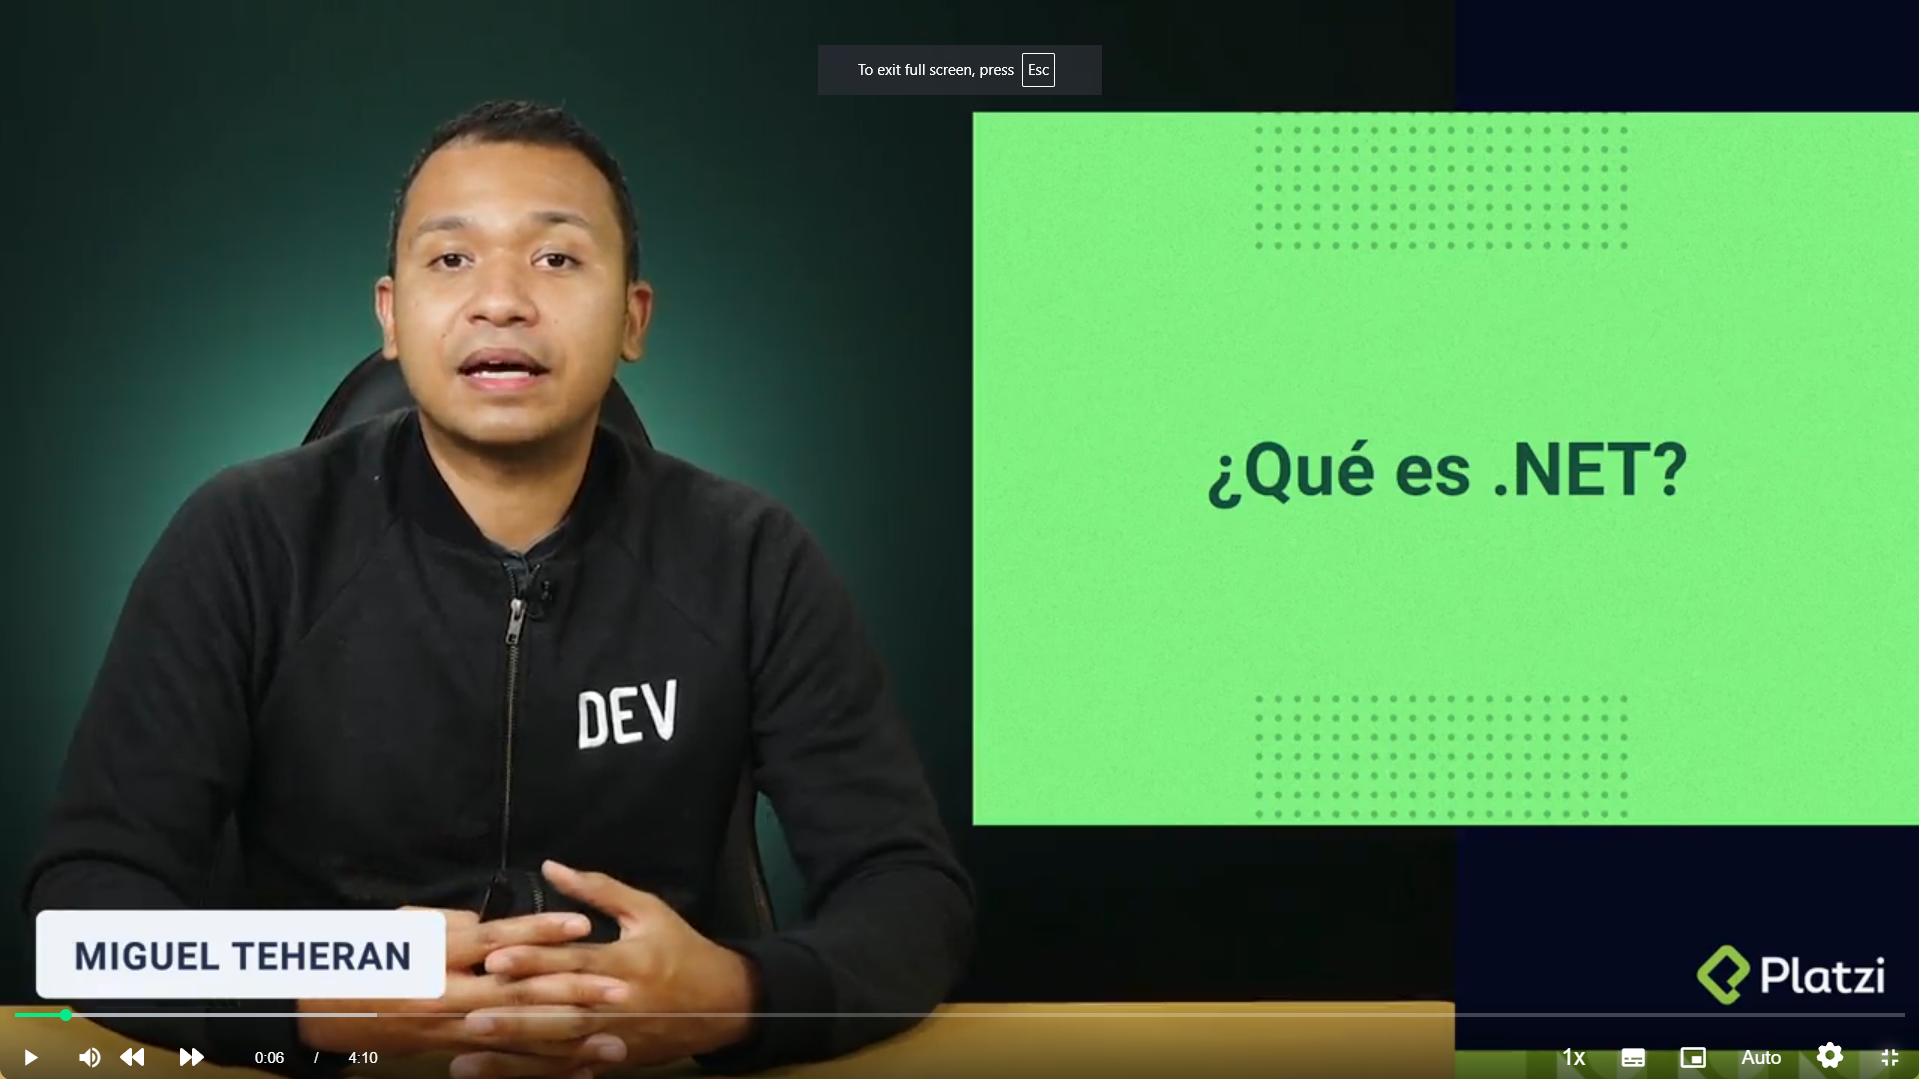 To exit full screen, press Esc
¿Qué es .NET?
DEV
MIGUEL TEHERAN
Platzi
0:06 / 4:10
1x
Auto